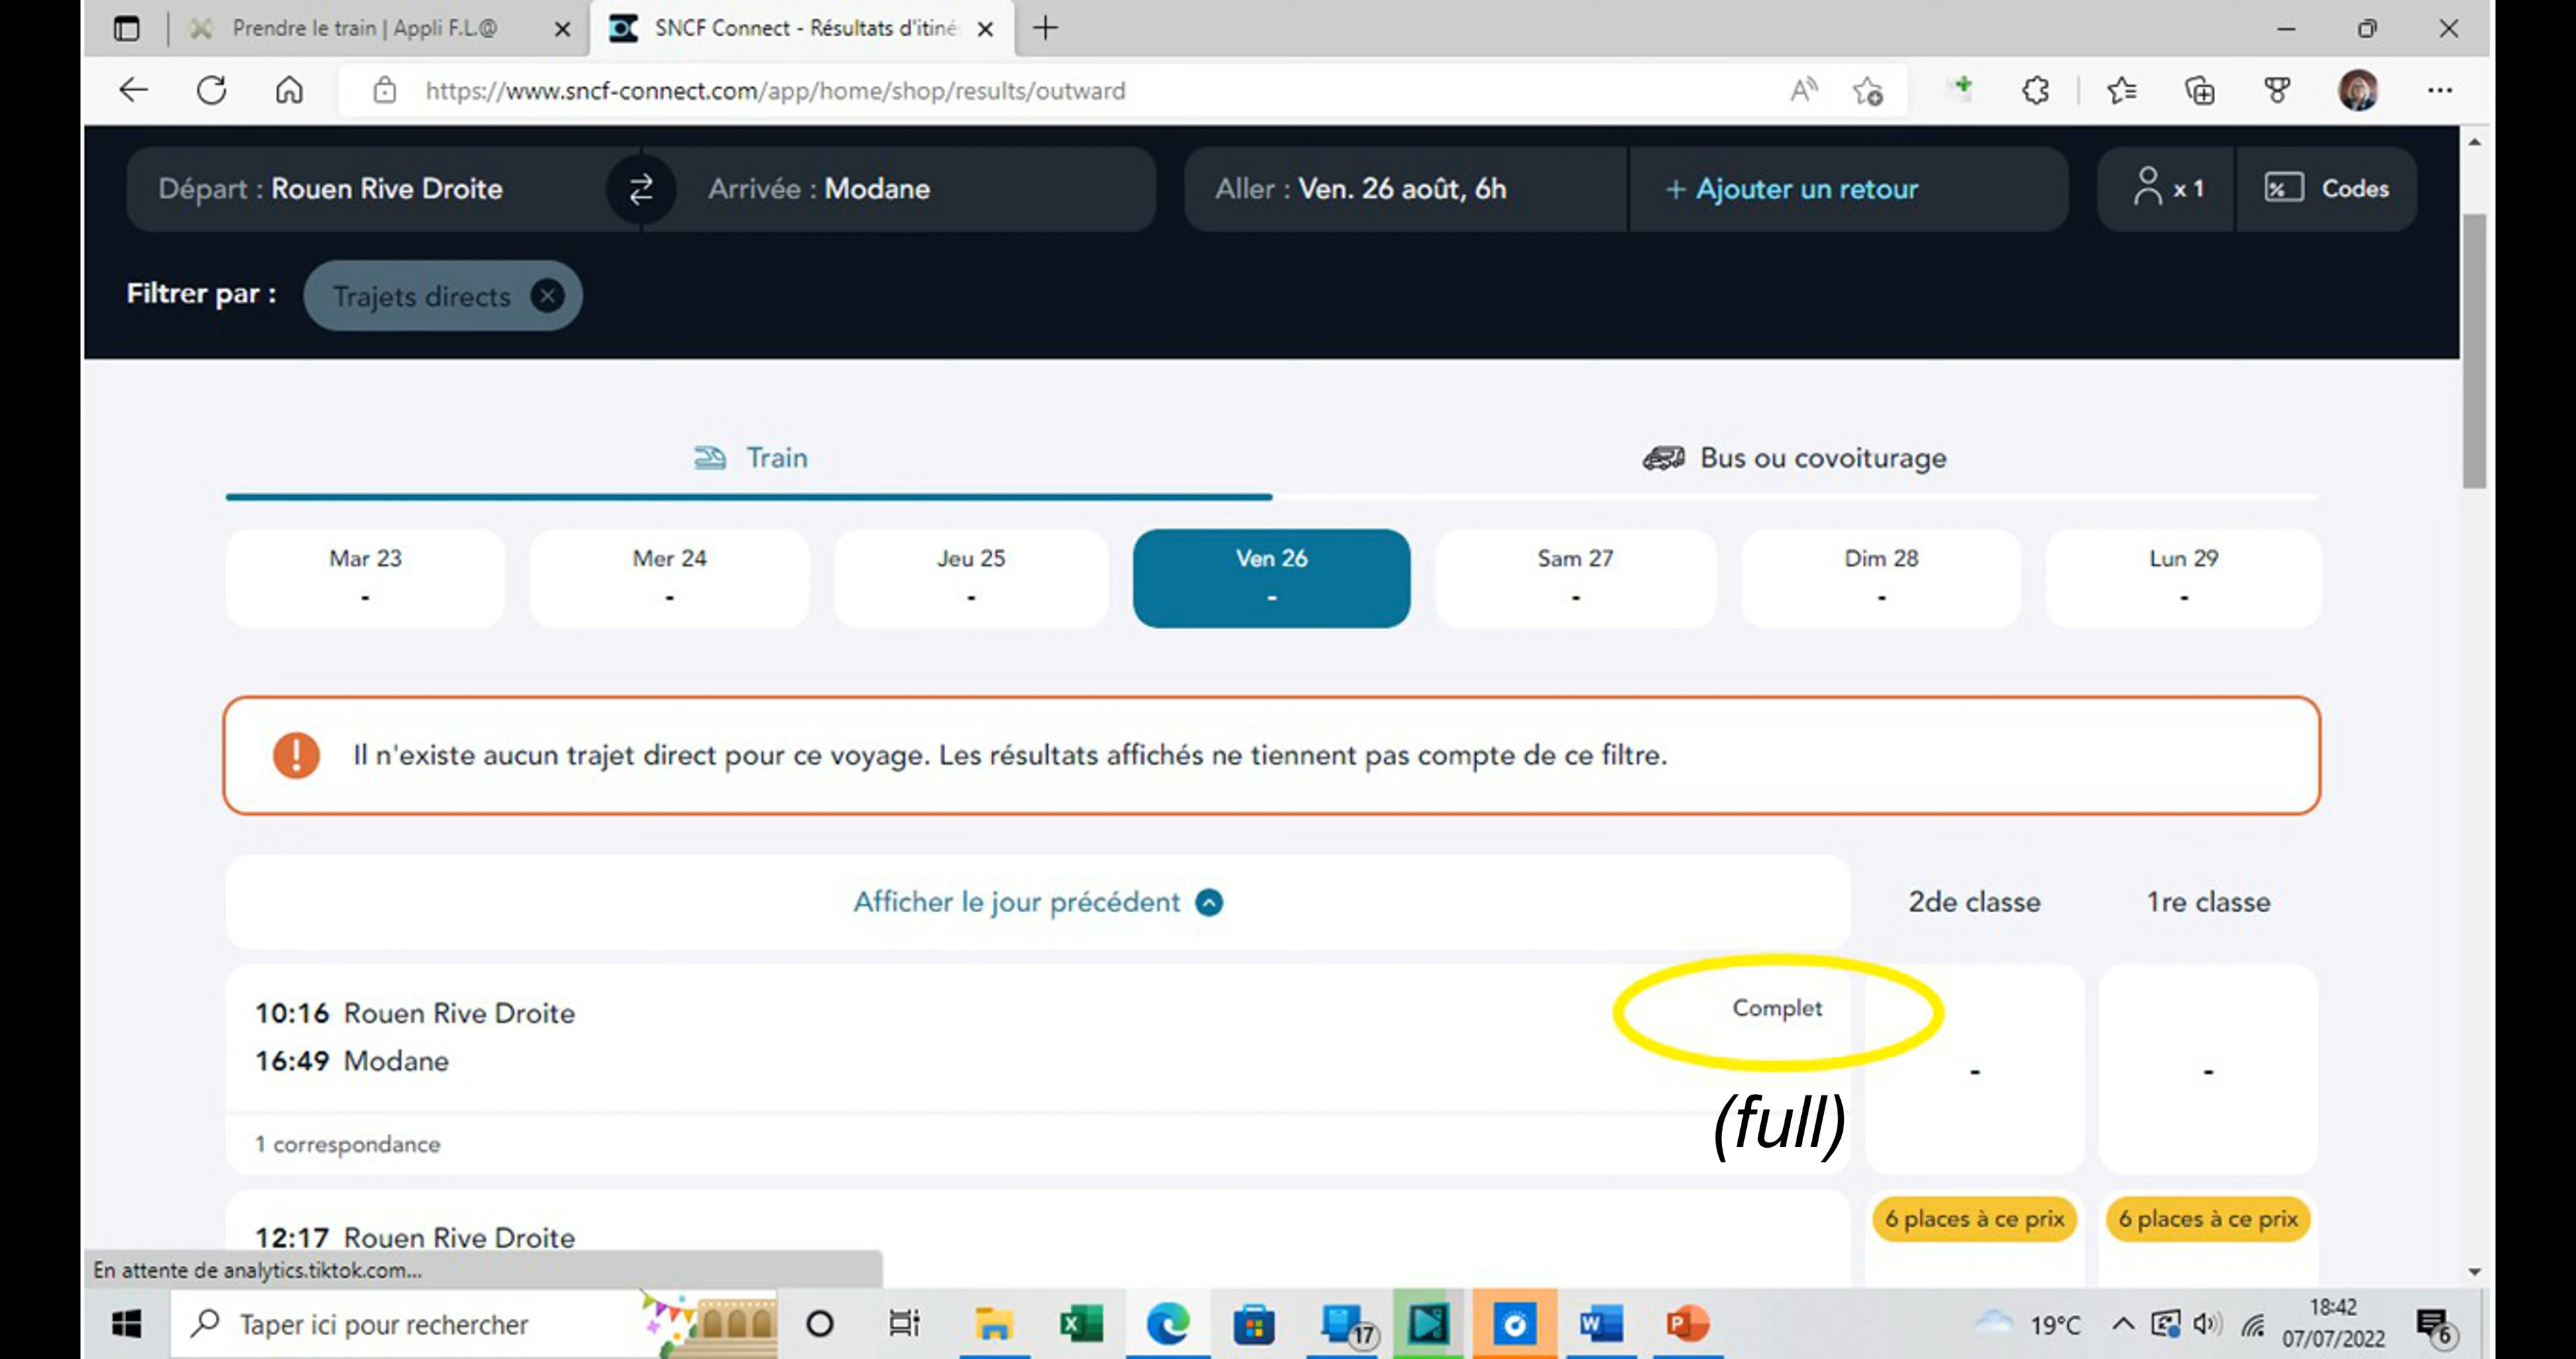 Prendre le train | Appli F.L.@
SNCF Connect - Résultats d'itiné
https://www.sncf-connect.com/app/home/shop/results/outward
Départ : Rouen Rive Droite
Arrivée : Modane
Aller : Ven. 26 août, 6h
+ Ajouter un retour
x 1
Codes
Filtrer par :
Trajets directs
Train
Bus ou covoiturage
Mar 23
-
Mer 24
-
Jeu 25
-
Ven 26
-
Sam 27
-
Dim 28
-
Lun 29
-
Il n'existe aucun trajet direct pour ce voyage. Les résultats affichés ne tiennent pas compte de ce filtre.
Afficher le jour précédent
2de classe
1re classe
10:16 Rouen Rive Droite
16:49 Modane
Complet
-
-
(full)
1 correspondance
12:17 Rouen Rive Droite
6 places à ce prix
6 places à ce prix
En attente de analytics.tiktok.com...
Taper ici pour rechercher
17
19°C
18:42
07/07/2022
6